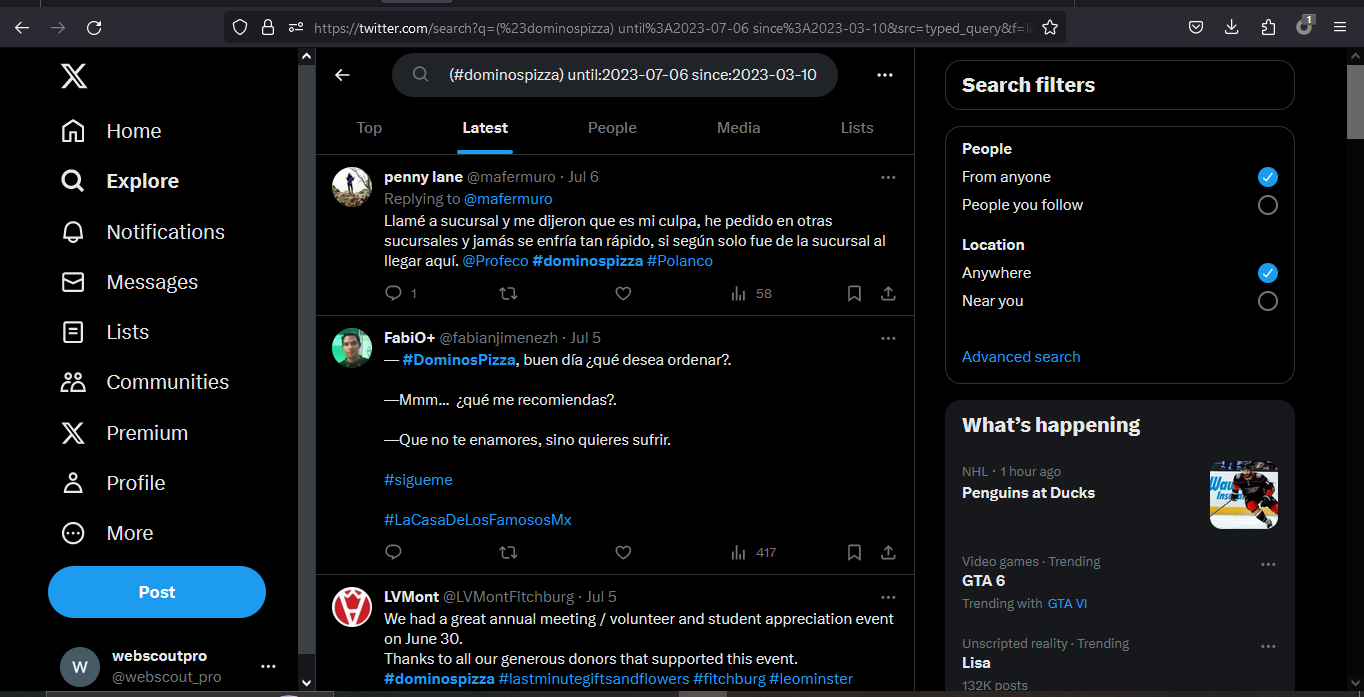 https://twitter.com/search?q=(%23dominospizza) until%3A2023-07-06 since%3A2023-03-10&src=typed_query&f=li
1
Home
Explore
Notifications
Messages
Lists
Communities
Premium
Profile
More
Post
W
webscoutpro
@webscout_pro
(#dominospizza) until:2023-07-06 since:2023-03-10
Top Latest People Media Lists
penny lane @mafermuro · Jul 6
Replying to @mafermuro
Llamé a sucursal y me dijeron que es mi culpa, he pedido en otras
sucursales y jamás se enfría tan rápido, si según solo fue de la sucursal al
llegar aquí. @Profeco #dominospizza #Polanco
1 58
FabiO+ @fabianjimenezh · Jul 5
— #DominosPizza, buen día ¿qué desea ordenar?.
—Mmm... ¿qué me recomiendas?.
—Que no te enamores, sino quieres sufrir.
#sigueme
#LaCasaDeLosFamososMx
417
LVMont @LVMontFitchburg · Jul 5
We had a great annual meeting / volunteer and student appreciation event
on June 30.
Thanks to all our generous donors that supported this event.
#dominospizza #lastminutegiftsandflowers #fitchburg #leominster
Search filters
People
From anyone
People you follow
Location
Anywhere
Near you
Advanced search
What's happening
NHL · 1 hour ago
Penguins at Ducks
Video games · Trending
GTA 6
Trending with GTA VI
Unscripted reality · Trending
Lisa
132K posts